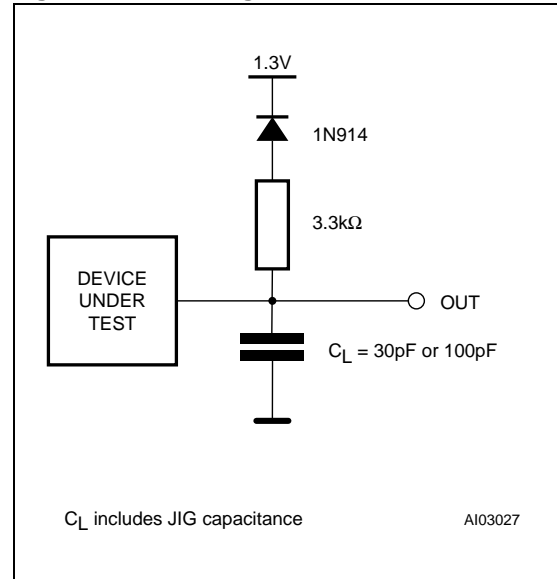 1.3V
1N914
3.3kΩ
DEVICE
UNDER
TEST
OUT
CL = 30pF or 100pF
CL includes JIG capacitance
AI03027